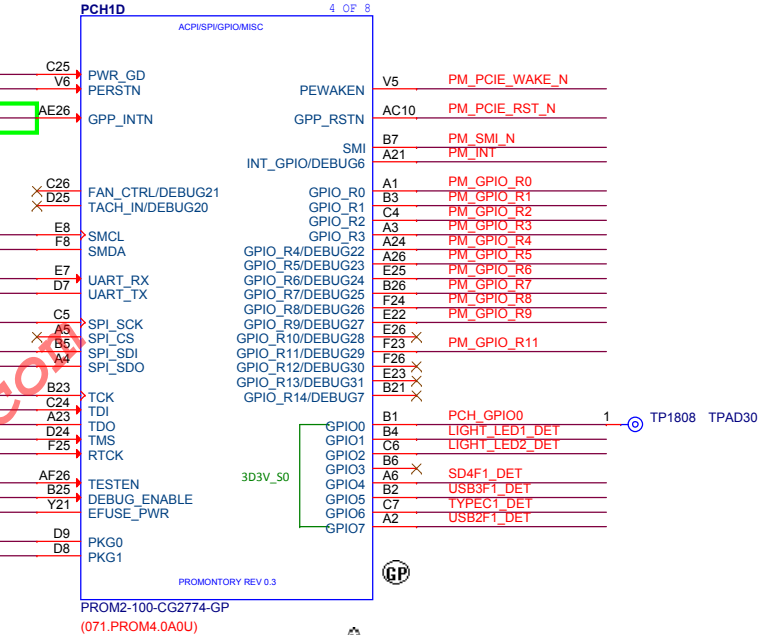 PCH1D 4 OF 8
ACPI/SPI/GPIO/MISC
C25 PWR_GD
V6 PERSTN
PEWAKEN V5 PM_PCIE_WAKE_N
AE26 GPP_INTN
GPP_RSTN AC10 PM_PCIE_RST_N
SMI B7 PM_SMI_N
INT_GPIO/DEBUG6 A21 PM_INT
C26 FAN_CTRL/DEBUG21 GPIO_R0 A1 PM_GPIO_R0
D25 TACH_IN/DEBUG20 GPIO_R1 B3 PM_GPIO_R1
GPIO_R2 C4 PM_GPIO_R2
E8 SMCL GPIO_R3 A3 PM_GPIO_R3
F8 SMDA GPIO_R4/DEBUG22 A24 PM_GPIO_R4
GPIO_R5/DEBUG23 A26 PM_GPIO_R5
E7 UART_RX GPIO_R6/DEBUG24 E25 PM_GPIO_R6
D7 UART_TX GPIO_R7/DEBUG25 B26 PM_GPIO_R7
GPIO_R8/DEBUG26 F24 PM_GPIO_R8
C5 SPI_SCK GPIO_R9/DEBUG27 E22 PM_GPIO_R9
A5 SPI_CS GPIO_R10/DEBUG28 E26
B5 SPI_SDI GPIO_R11/DEBUG29 F23 PM_GPIO_R11
A4 SPI_SDO GPIO_R12/DEBUG30 F26
GPIO_R13/DEBUG31 E23
B23 TCK GPIO_R14/DEBUG7 B21
C24 TDI
A23 TDO GPIO0 B1 PCH_GPIO0 1 TP1808 TPAD30
D24 TMS GPIO1 B4 LIGHT_LED1_DET
F25 RTCK GPIO2 C6 LIGHT_LED2_DET
GPIO3 B6
AF26 TESTEN 3D3V_S0 GPIO4 A6 SD4F1_DET
B25 DEBUG_ENABLE GPIO5 B2 USB3F1_DET
Y21 EFUSE_PWR GPIO6 C7 TYPEC1_DET
GPIO7 A2 USB2F1_DET
D9 PKG0
D8 PKG1
GP
PROMONTORY REV 0.3
PROM2-100-CG2774-GP
(071.PROM4.0A0U)
com